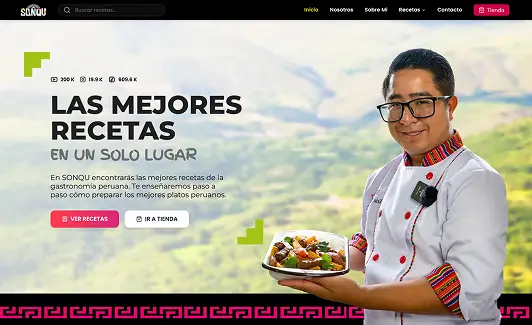 SONQU
Buscar recetas...
Inicio
Nosotros
Sobre Mí
Recetas
Contacto
Tienda
200 K
19.9 K
609.6 K
LAS MEJORES
RECETAS
EN UN SOLO LUGAR
En SONQU encontrarás las mejores recetas de la
gastronomía peruana. Te enseñaremos paso a
paso cómo preparar los mejores platos peruanos.
VER RECETAS
IR A TIENDA